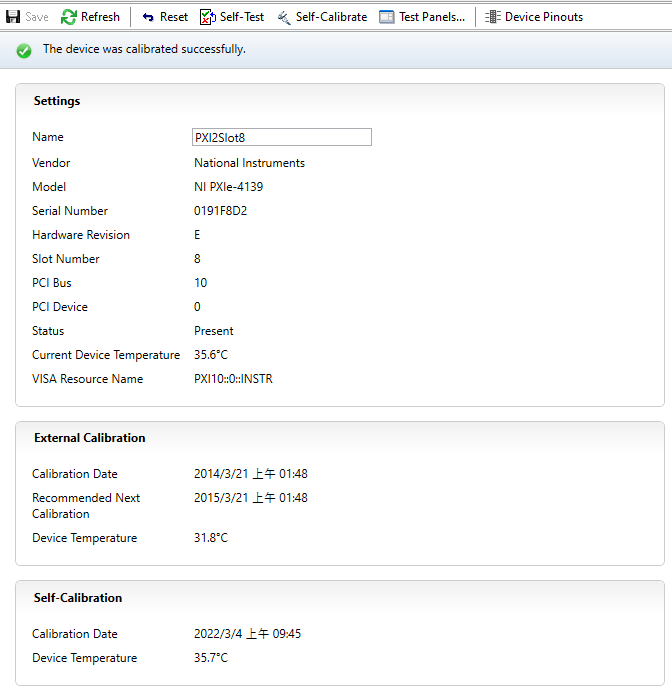 Save Refresh Reset Self-Test Self-Calibrate Test Panels... Device Pinouts
The device was calibrated successfully.
Settings
Name PXI2Slot8
Vendor National Instruments
Model NI PXIe-4139
Serial Number 0191F8D2
Hardware Revision E
Slot Number 8
PCI Bus 10
PCI Device 0
Status Present
Current Device Temperature 35.6°C
VISA Resource Name PXI10::0::INSTR
External Calibration
Calibration Date 2014/3/21 上午 01:48
Recommended Next 2015/3/21 上午 01:48
Calibration
Device Temperature 31.8°C
Self-Calibration
Calibration Date 2022/3/4 上午 09:45
Device Temperature 35.7°C